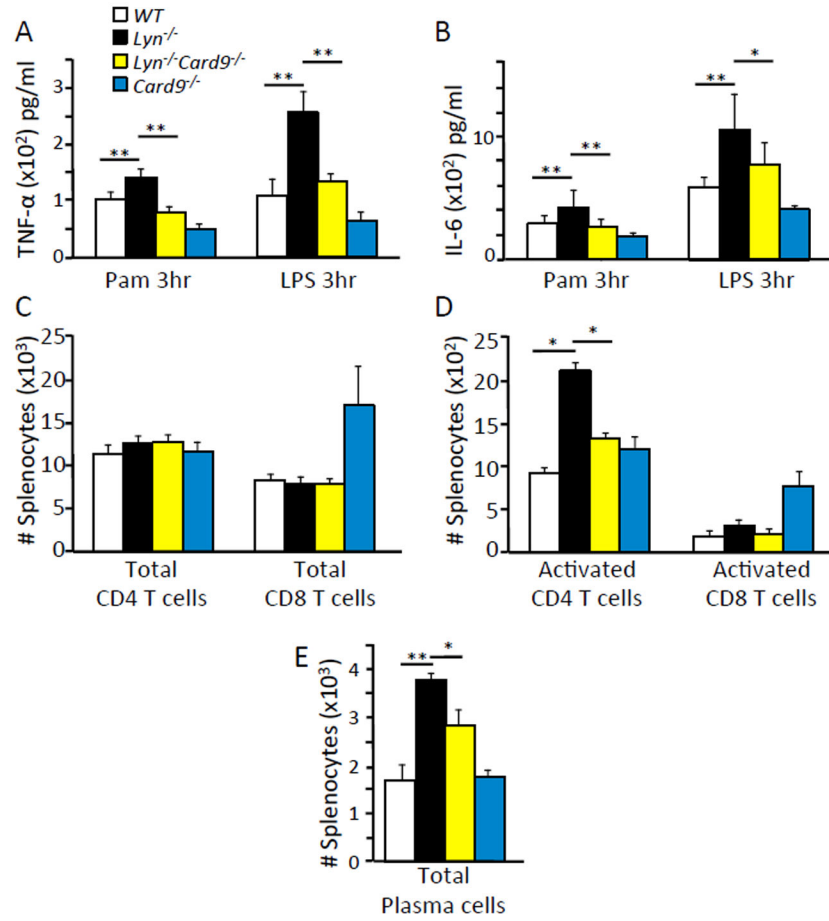 WT
Lyn-/-
Lyn-/-Card9-/-
Card9-/-
A
TNF-α (x10²) pg/ml
3
2
1
0
**
**
**
**
Pam 3hr
LPS 3hr
B
IL-6 (x10²) pg/ml
10
5
0
**
**
**
*
Pam 3hr
LPS 3hr
C
# Splenocytes (x10³)
25
20
15
10
5
0
Total
CD4 T cells
Total
CD8 T cells
D
# Splenocytes (x10²)
25
20
15
10
5
0
*
*
Activated
CD4 T cells
Activated
CD8 T cells
E
# Splenocytes (x10³)
4
3
2
1
0
**
*
Total
Plasma cells